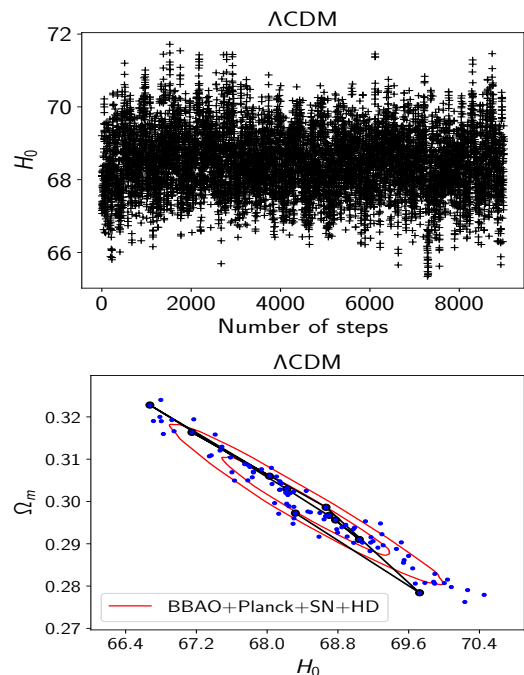 ΛCDM
72
70
68
66
H₀
0 2000 4000 6000 8000
Number of steps
ΛCDM
0.32
0.31
0.30
0.29
0.28
0.27
Ωₘ
BBAO+Planck+SN+HD
66.4 67.2 68.0 68.8 69.6 70.4
H₀